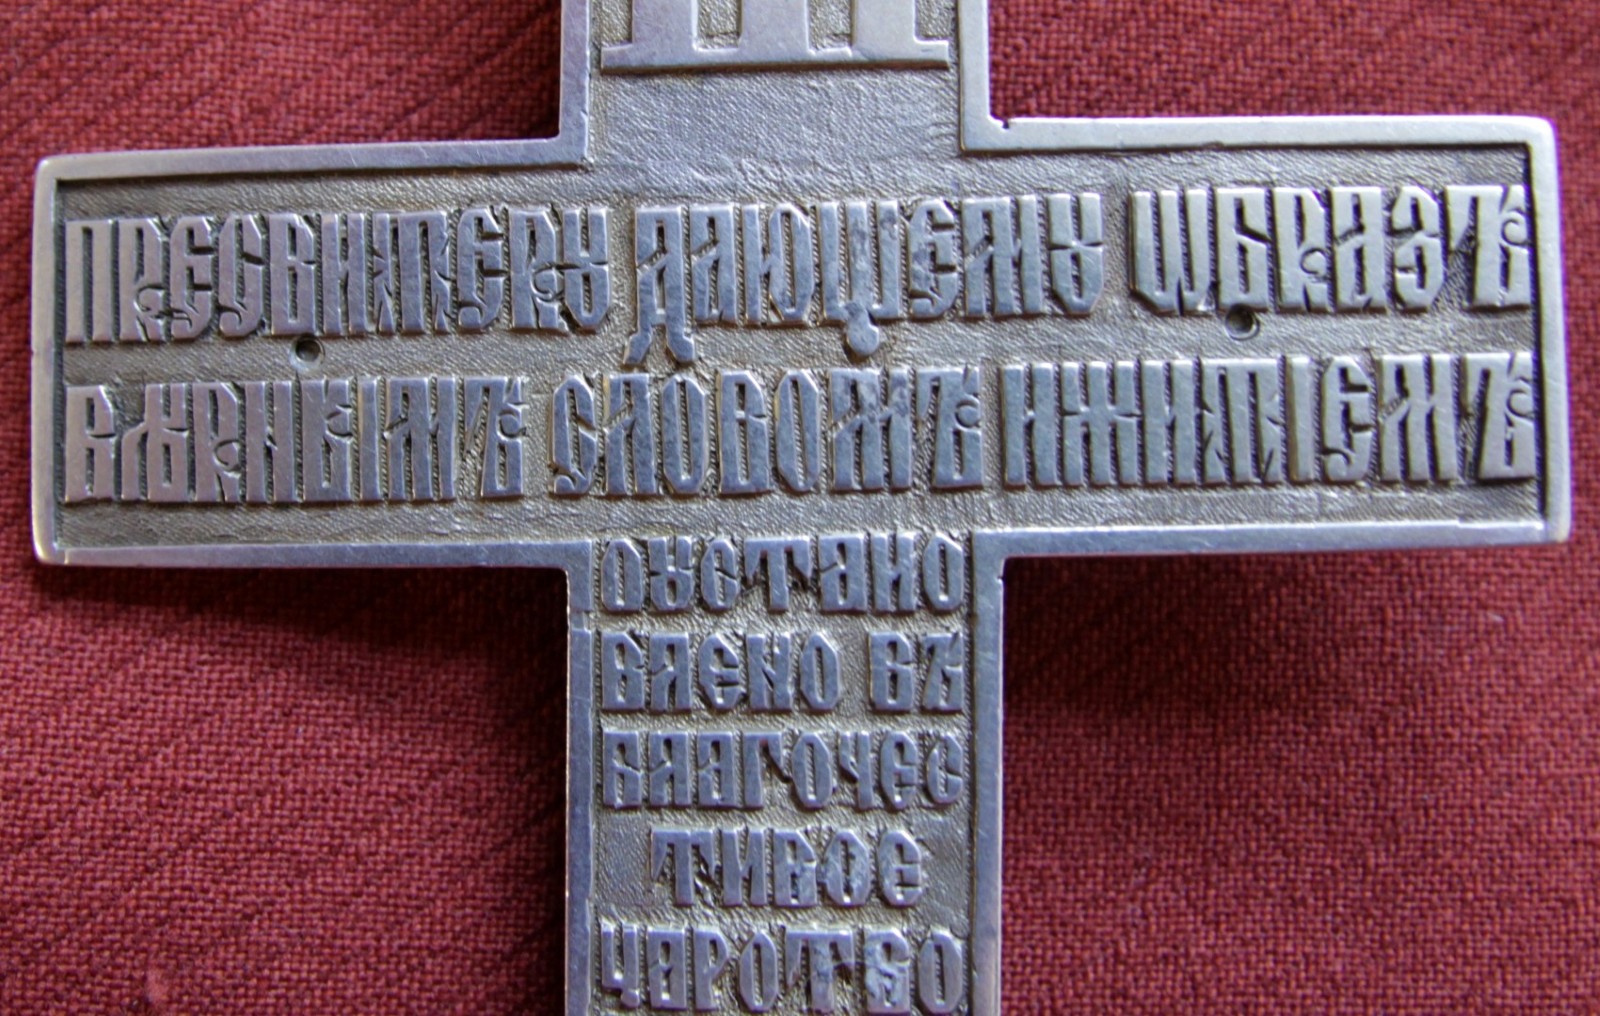 ПРЕСВИТЕРУ ДАЮЩЕМУ ѠБРАЗЪ
ВѢРНЫМЪ СЛОВОМЪ ИЖИТІЕМЪ
ОУСТАНО
ВЛЕНО ВЪ
БЛАГОЧЕС
ТИВОЕ
ЦАРСТВО